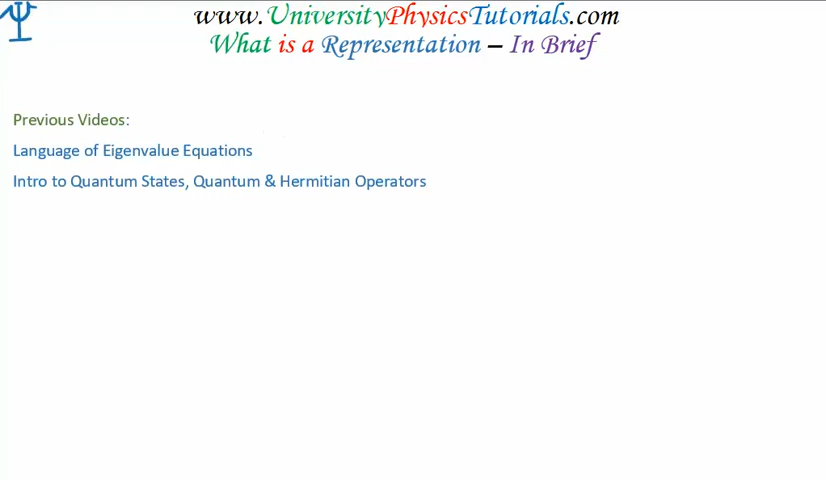 www.UniversityPhysicsTutorials.com
What is a Representation – In Brief
Previous Videos:
Language of Eigenvalue Equations
Intro to Quantum States, Quantum & Hermitian Operators